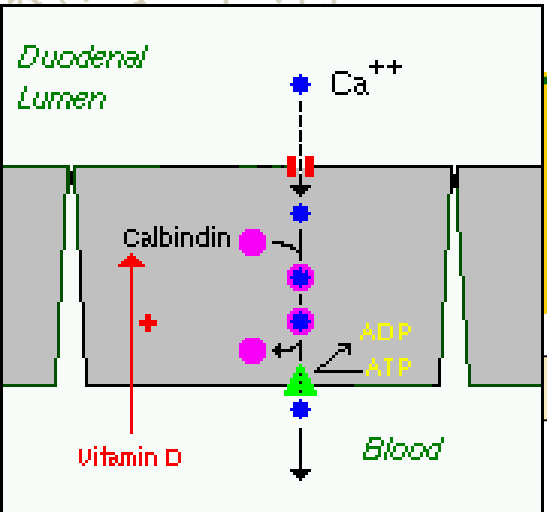 Duodenal
Lumen
Ca++
Calbindin
+
ADP
ATP
Vitamin D
Blood